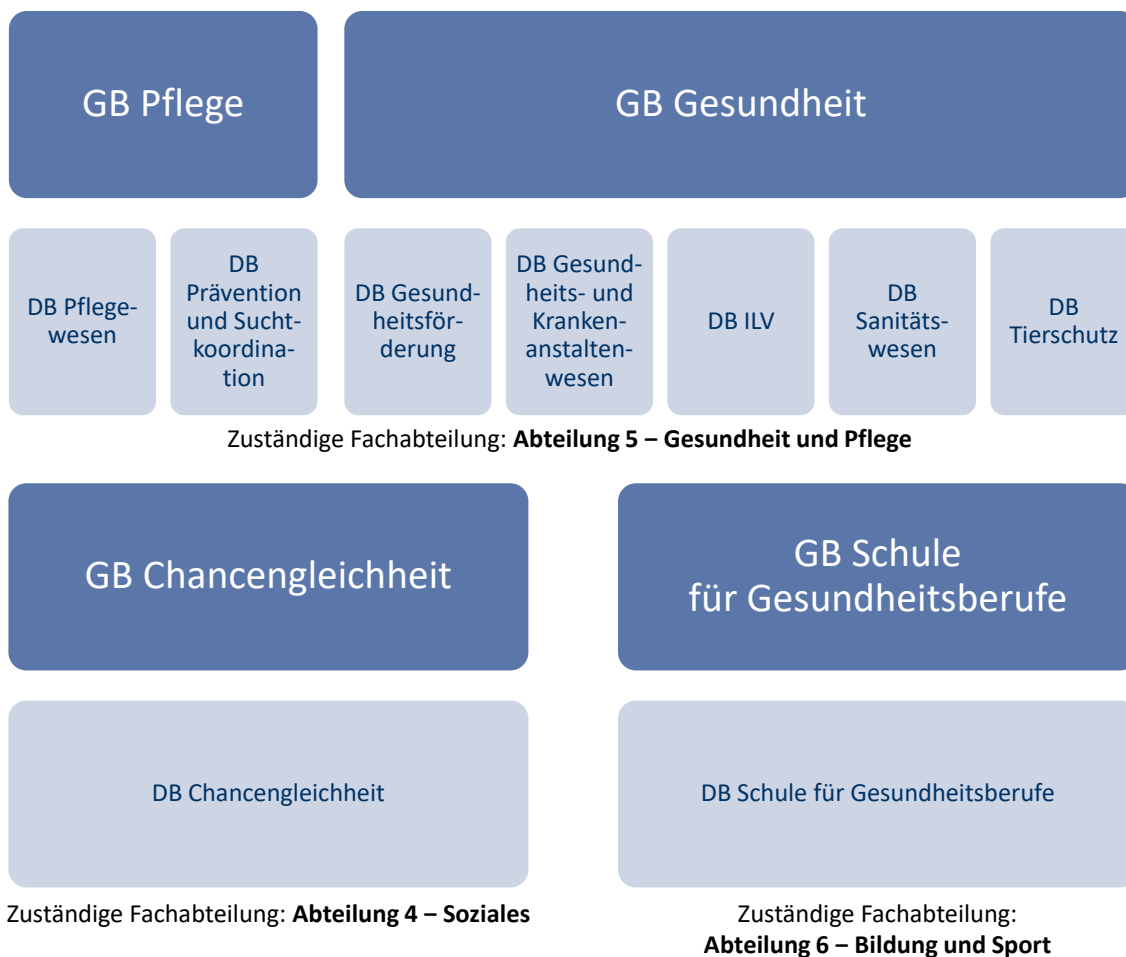 GB Pflege
GB Gesundheit
DB Pflege-
wesen
DB
Prävention
und Sucht-
koordina-
tion
DB Gesund-
heitsför-
derung
DB Gesund-
heits- und
Kranken-
anstalten-
wesen
DB ILV
DB
Sanitäts-
wesen
DB
Tierschutz
Zuständige Fachabteilung: Abteilung 5 – Gesundheit und Pflege
GB Chancengleichheit
GB Schule
für Gesundheitsberufe
DB Chancengleichheit
DB Schule für Gesundheitsberufe
Zuständige Fachabteilung: Abteilung 4 – Soziales
Zuständige Fachabteilung:
Abteilung 6 – Bildung und Sport